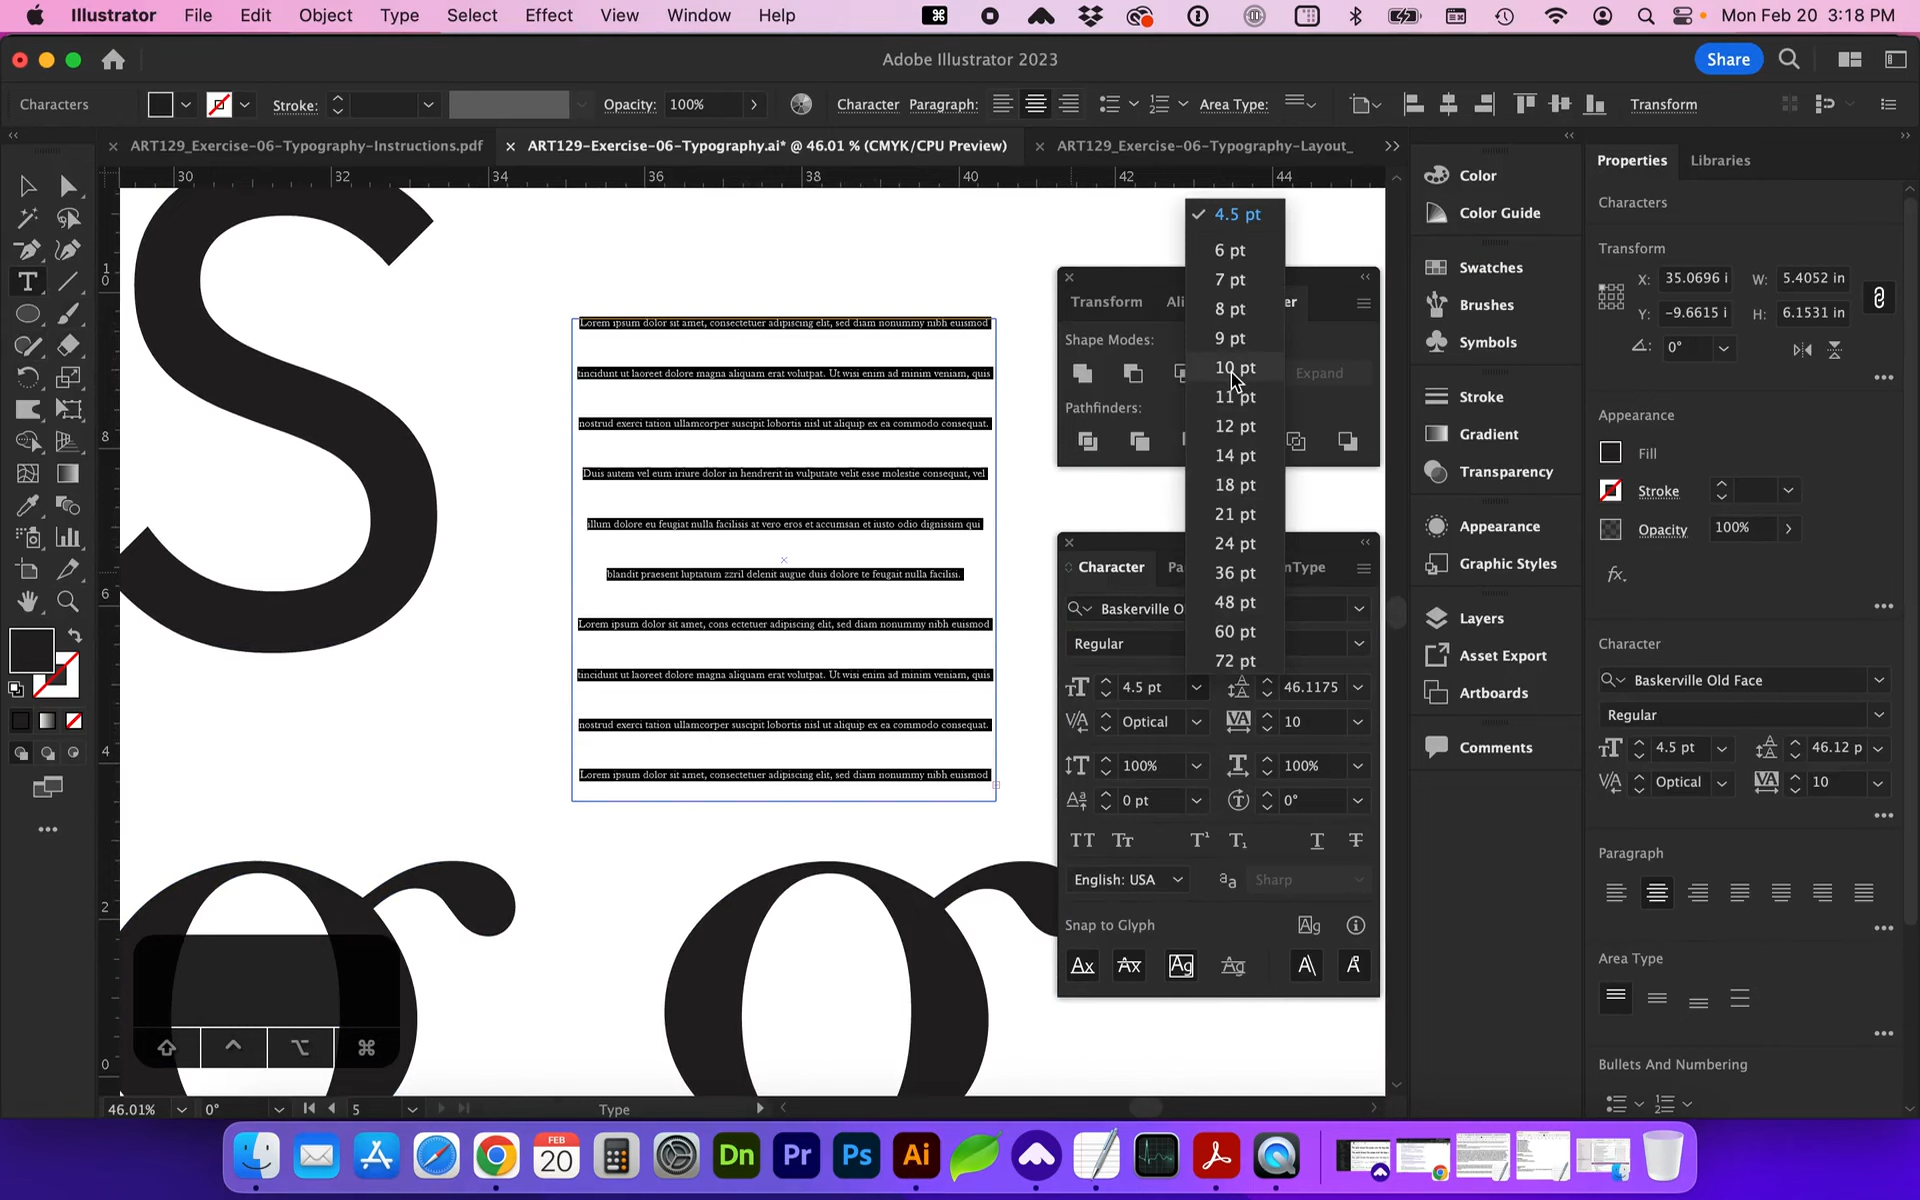 Illustrator File Edit Object Type Select Effect View Window Help Mon Feb 20 3:18 PM
Adobe Illustrator 2023
Share
Characters Stroke: Opacity: 100% Character Paragraph: Area Type: Transform
ART129_Exercise-06-Typography-Instructions.pdf
ART129-Exercise-06-Typography.ai* @ 46.01 % (CMYK/CPU Preview)
ART129_Exercise-06-Typography-Layout_
30 32 34 36 38 40 42 44
1
0
8
6
4
2
0
S
Lorem ipsum dolor sit amet, consectetuer adipiscing elit, sed diam nonummy nibh euismod
tincidunt ut laoreet dolore magna aliquam erat volutpat. Ut wisi enim ad minim veniam, quis
nostrud exerci tation ullamcorper suscipit lobortis nisl ut aliquip ex ea commodo consequat.
Duis autem vel eum iriure dolor in hendrerit in vulputate velit esse molestie consequat, vel
illum dolore eu feugiat nulla facilisis at vero eros et accumsan et iusto odio dignissim qui
blandit praesent luptatum zzril delenit augue duis dolore te feugait nulla facilisi.
Lorem ipsum dolor sit amet, cons ectetuer adipiscing elit, sed diam nonummy nibh euismod
tincidunt ut laoreet dolore magna aliquam erat volutpat. Ut wisi enim ad minim veniam, quis
nostrud exerci tation ullamcorper suscipit lobortis nisl ut aliquip ex ea commodo consequat.
Lorem ipsum dolor sit amet, consectetuer adipiscing elit, sed diam nonummy nibh euismod
4.5 pt
6 pt
7 pt
8 pt
9 pt
10 pt
11 pt
12 pt
14 pt
18 pt
21 pt
24 pt
36 pt
48 pt
60 pt
72 pt
Transform
Shape Modes:
Expand
Pathfinders:
Character
Baskerville O
Regular
4.5 pt 46.1175
Optical 10
100% 100%
0 pt 0°
English: USA Sharp
Snap to Glyph
Color
Color Guide
Swatches
Brushes
Symbols
Stroke
Gradient
Transparency
Appearance
Graphic Styles
Layers
Asset Export
Artboards
Comments
Properties Libraries
Characters
Transform
X: 35.0696 i W: 5.4052 in
Y: -9.6615 i H: 6.1531 in
0°
Appearance
Fill
Stroke
Opacity 100%
fx
Character
Baskerville Old Face
Regular
4.5 pt 46.12 p
Optical 10
Paragraph
Area Type
Bullets And Numbering
46.01% 0° 5 Type
FEB
20
Dn Pr Ps Ai